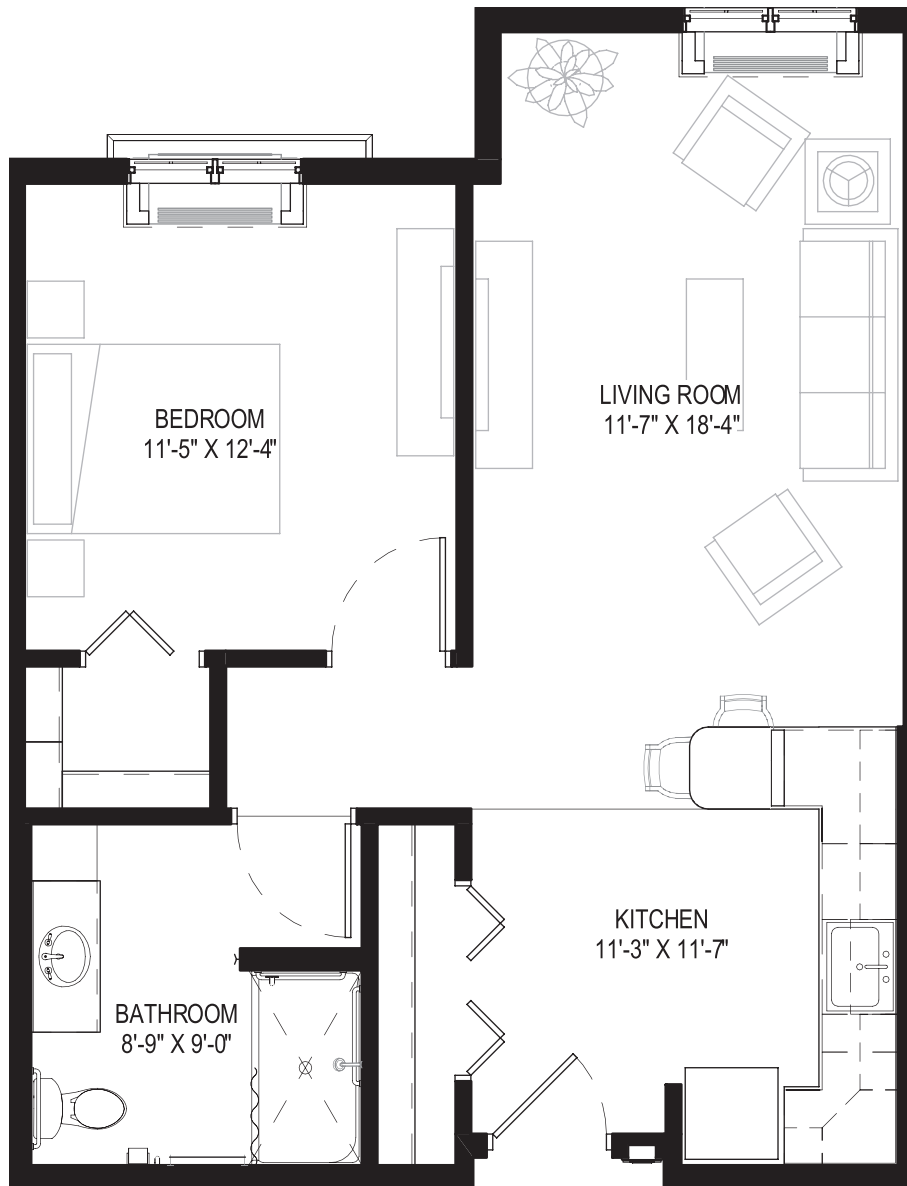 BEDROOM
11'-5" X 12'-4"
LIVING ROOM
11'-7" X 18'-4"
KITCHEN
11'-3" X 11'-7"
BATHROOM
8'-9" X 9'-0"